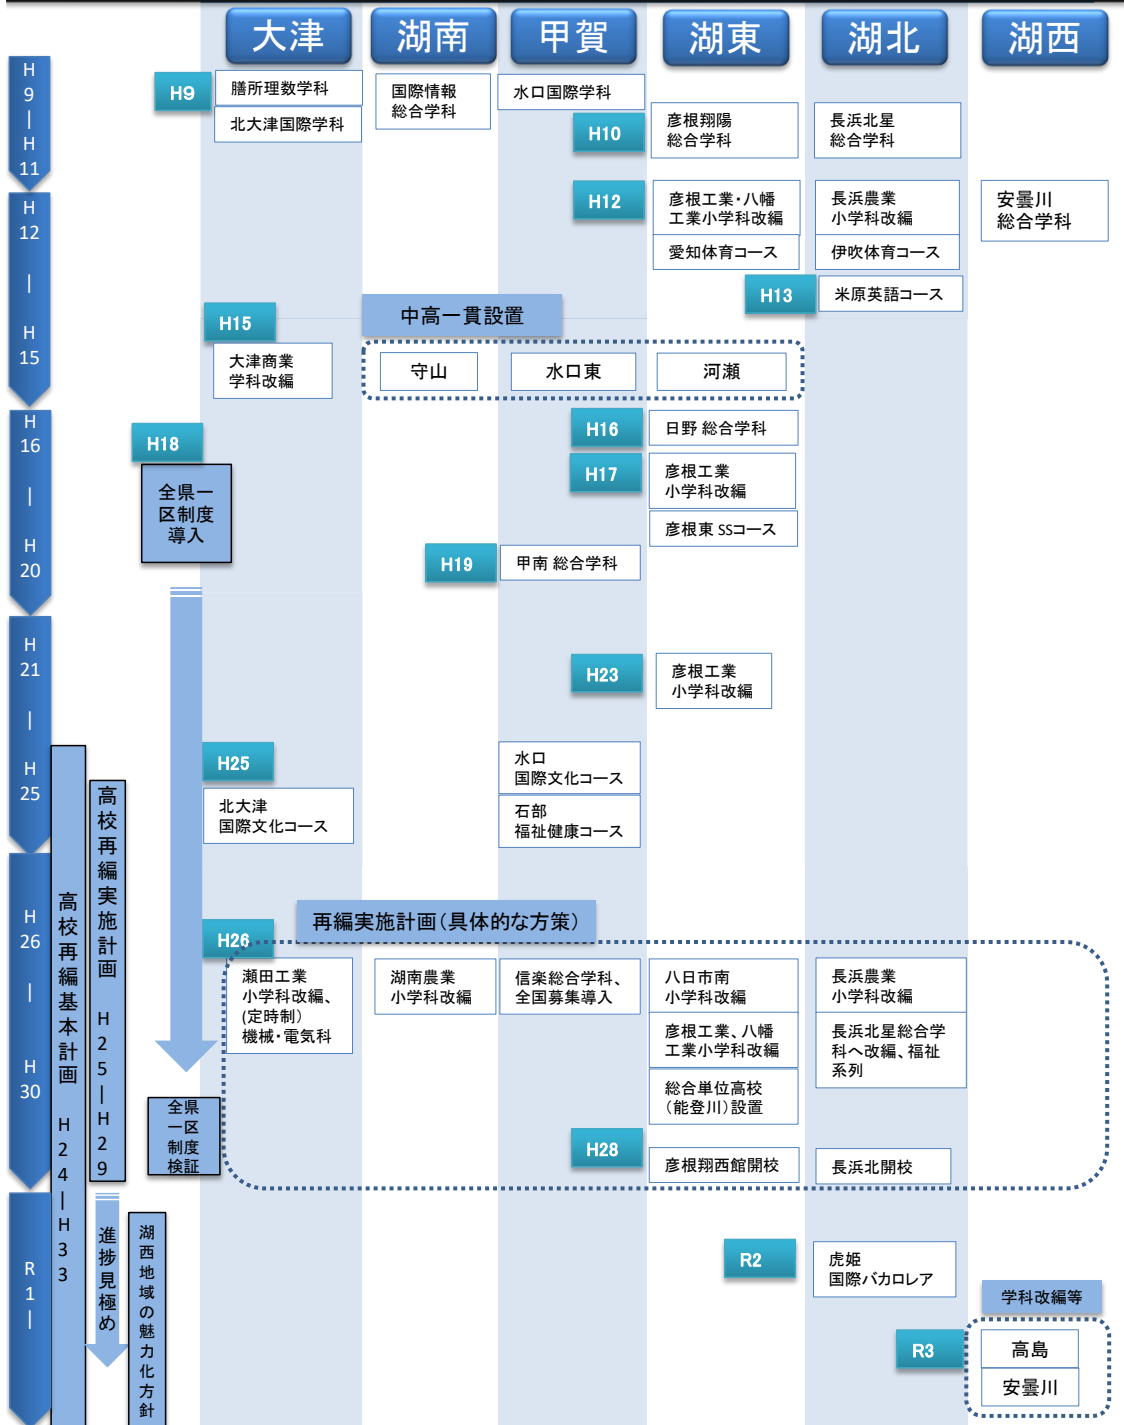 大津
湖南
甲賀
湖東
湖北
湖西
H
9
｜
H
11
H9
膳所理数学科
北大津国際学科
国際情報
総合学科
水口国際学科
H10
彦根翔陽
総合学科
長浜北星
総合学科
H
12
｜
H
15
H12
彦根工業・八幡
工業小学科改編
愛知体育コース
長浜農業
小学科改編
伊吹体育コース
安曇川
総合学科
H13
米原英語コース
H15
大津商業
学科改編
中高一貫設置
守山
水口東
河瀬
H
16
｜
H
20
H16
日野 総合学科
H18
全県一
区制度
導入
H17
彦根工業
小学科改編
彦根東 SSコース
H19
甲南 総合学科
H
21
｜
H
25
H23
彦根工業
小学科改編
H25
北大津
国際文化コース
水口
国際文化コース
石部
福祉健康コース
高校再編基本計画 H24｜H33
高校再編実施計画 H25｜H29
H
26
｜
H
30
H26
再編実施計画(具体的な方策)
瀬田工業
小学科改編、
(定時制)
機械・電気科
湖南農業
小学科改編
信楽総合学科、
全国募集導入
八日市南
小学科改編
彦根工業、八幡
工業小学科改編
総合単位高校
（能登川）設置
長浜農業
小学科改編
長浜北星総合学
科へ改編、福祉
系列
全県
一区
制度
検証
H28
彦根翔西館開校
長浜北開校
R
1
｜
進捗見極め
湖西地域の魅力化方針
R2
虎姫
国際バカロレア
学科改編等
R3
高島
安曇川